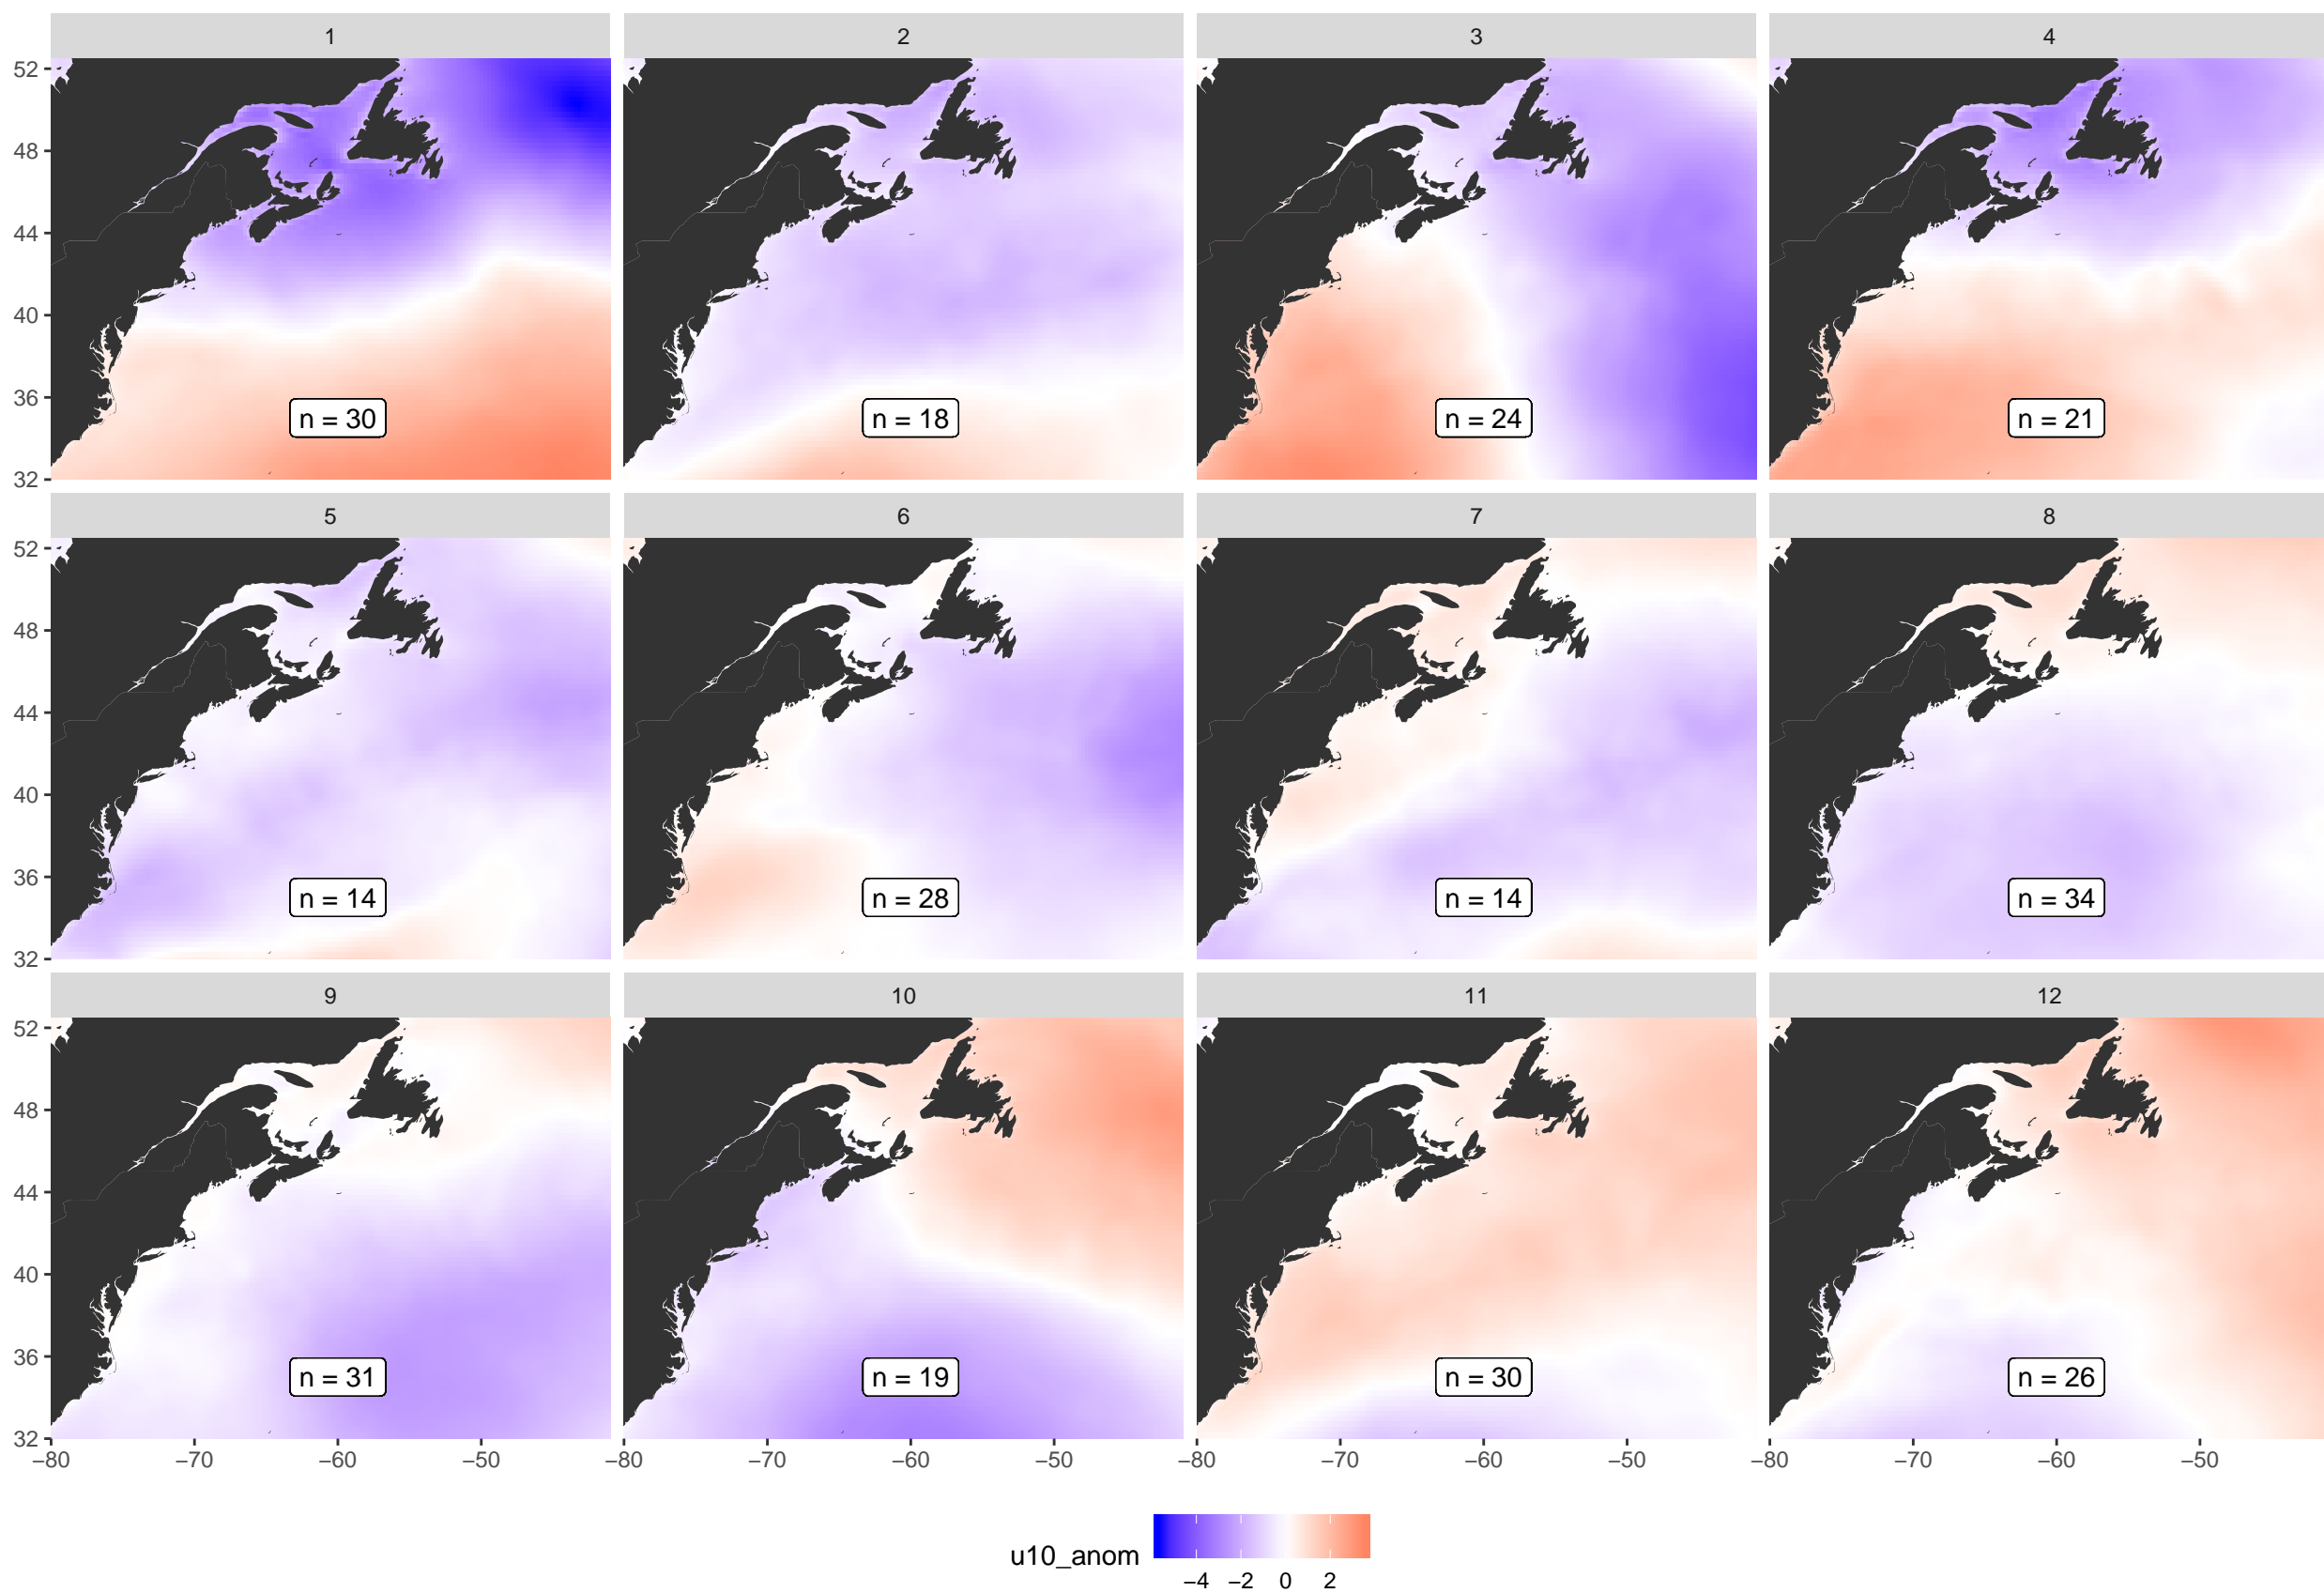 1 2 3 4
52
48
44
40
36
32
n = 30 n = 18 n = 24 n = 21
5 6 7 8
52
48
44
40
36
32
n = 14 n = 28 n = 14 n = 34
9 10 11 12
52
48
44
40
36
32
n = 31 n = 19 n = 30 n = 26
−80 −70 −60 −50 −80 −70 −60 −50 −80 −70 −60 −50 −80 −70 −60 −50
u10_anom
−4 −2 0 2